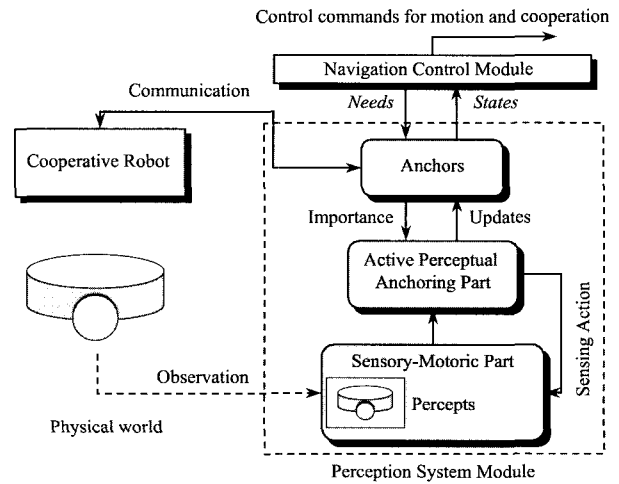 Control commands for motion and cooperation
Navigation Control Module
Communication
Needs
States
Cooperative Robot
Anchors
Importance
Updates
Active Perceptual
Anchoring Part
Sensing Action
Sensory-Motoric Part
Observation
Percepts
Physical world
Perception System Module